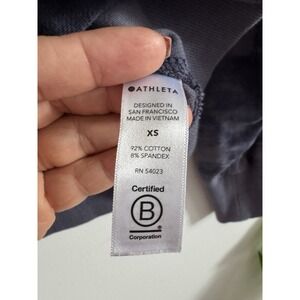 ATHLETA
DESIGNED IN
SAN FRANCISCO
MADE IN VIETNAM
XS
92% COTTON
8% SPANDEX
RN 54023
Certified
B
Corporation